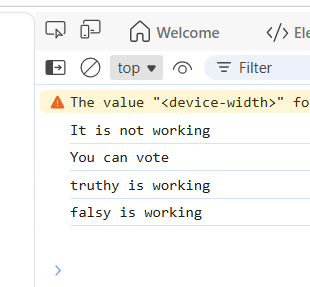 Welcome
</> Ele
top ▼
Filter
The value "<device-width>" fo
It is not working
You can vote
truthy is working
falsy is working
>